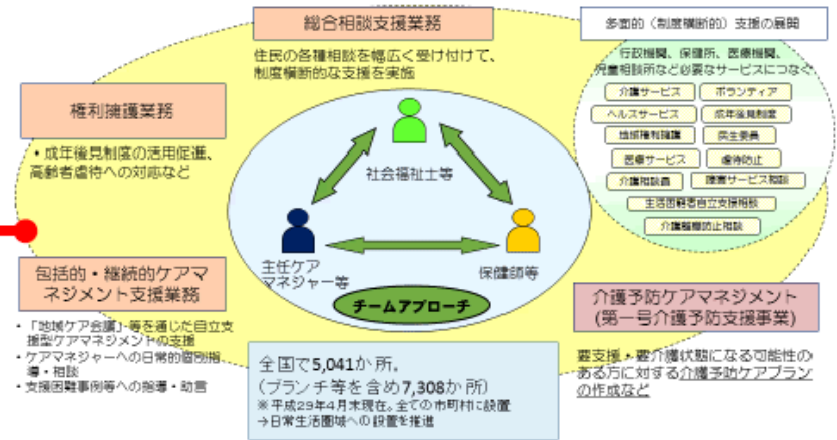 総合相談支援業務
住民の各種相談を幅広く受け付けて、
制度横断的な支援を実施
多面的（制度横断的）支援の展開
行政機関、保健所、医療機関、
児童相談所など必要なサービスにつなぐ
介護サービス
ボランティア
ヘルスサービス
成年後見制度
地域権利擁護
民生委員
医療サービス
虐待防止
介護相談員
障害サービス相談
生活困窮者自立支援相談
介護離職防止相談
権利擁護業務
・成年後見制度の活用促進、
高齢者虐待への対応など
社会福祉士等
主任ケア
マネジャー等
保健師等
チームアプローチ
包括的・継続的ケアマ
ネジメント支援業務
・「地域ケア会議」等を通じた自立支
援型ケアマネジメントの支援
・ケアマネジャーへの日常的個別指
導・相談
・支援困難事例等への指導・助言
全国で5,041か所。
（ブランチ等を含め7,308か所）
※平成29年4月末現在。全ての市町村に設置
→日常生活圏域への設置を推進
介護予防ケアマネジメント
(第一号介護予防支援事業)
要支援・要介護状態になる可能性の
ある方に対する介護予防ケアプラン
の作成など